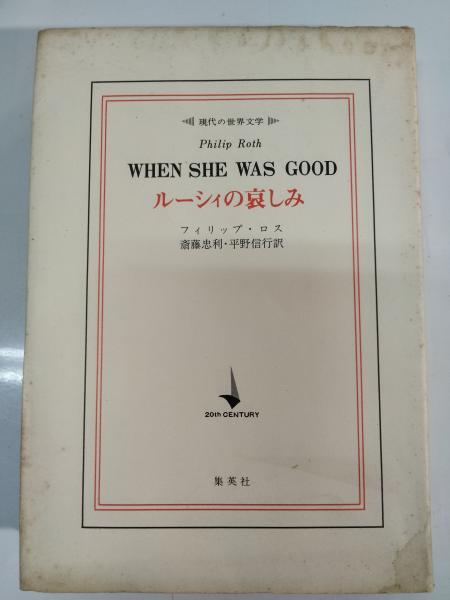 現代の世界文学
Philip Roth
WHEN SHE WAS GOOD
ルーシィの哀しみ
フィリップ・ロス
斎藤忠利・平野信行訳
20th CENTURY
集英社